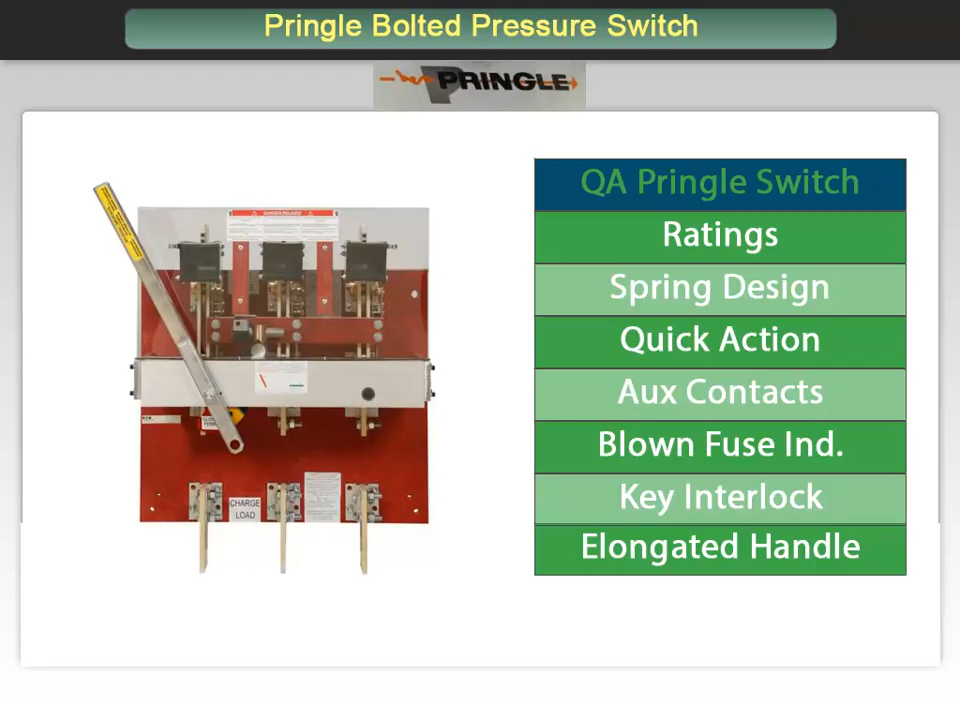 Pringle Bolted Pressure Switch
PRINGLE
QA Pringle Switch
Ratings
Spring Design
Quick Action
Aux Contacts
Blown Fuse Ind.
Key Interlock
Elongated Handle
CHARGE
LOAD